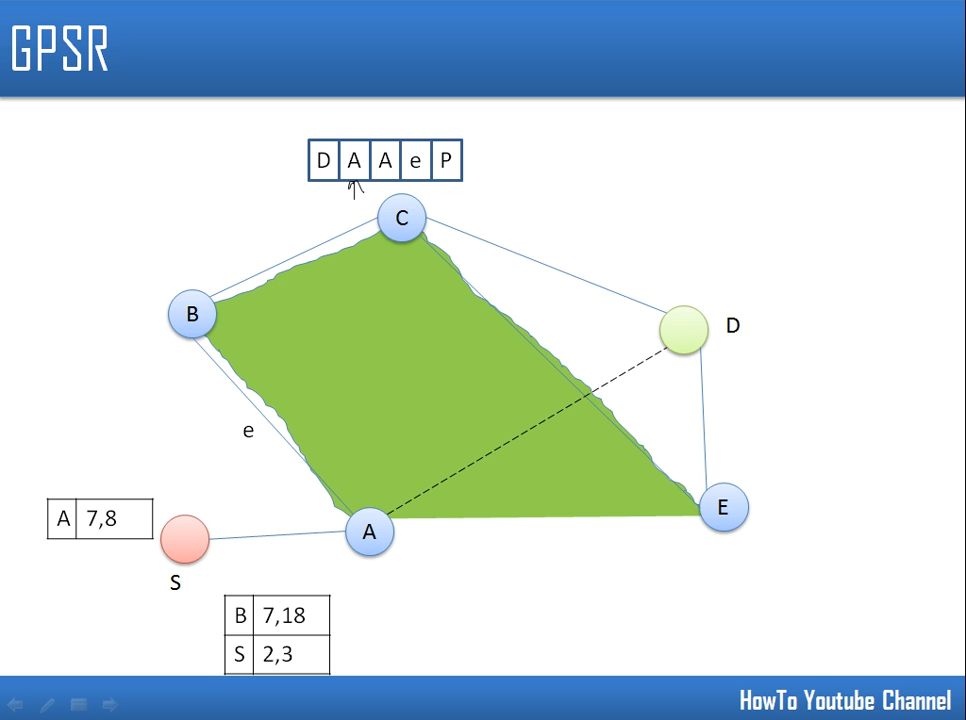 GPSR
D A A e P
C
B
D
e
E
A 7,8
A
S
B 7,18
S 2,3
HowTo Youtube Channel